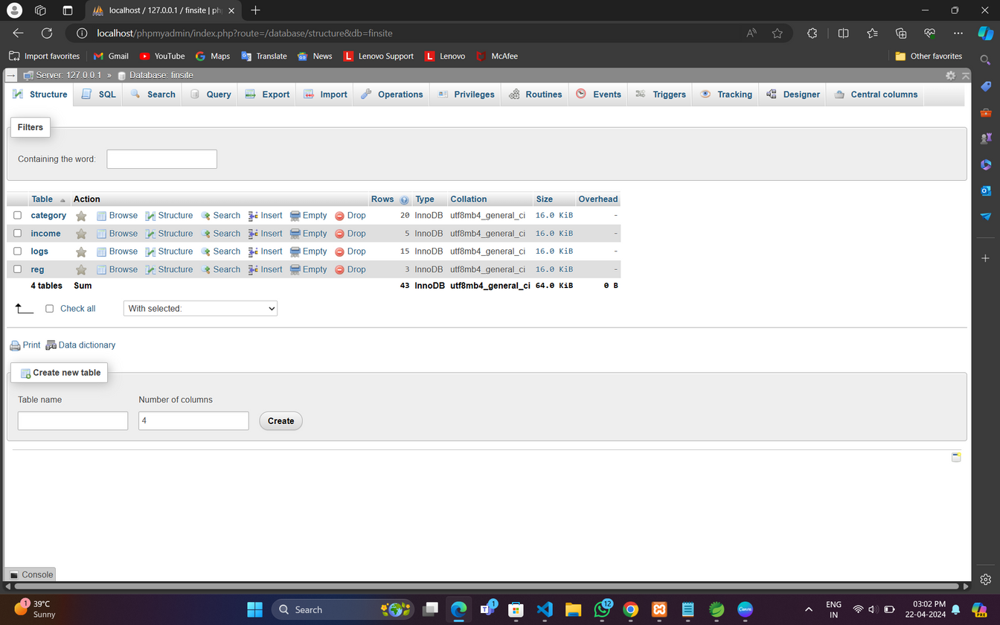 localhost / 127.0.0.1 / finsite | ph
localhost/phpmyadmin/index.php?route=/database/structure&db=finsite
Import favorites Gmail YouTube Maps Translate News Lenovo Support Lenovo McAfee Other favorites
Server: 127.0.0.1 » Database: finsite
Structure SQL Search Query Export Import Operations Privileges Routines Events Triggers Tracking Designer Central columns
Filters
Containing the word:
Table Action Rows Type Collation Size Overhead
category Browse Structure Search Insert Empty Drop 20 InnoDB utf8mb4_general_ci 16.0 KiB -
income Browse Structure Search Insert Empty Drop 5 InnoDB utf8mb4_general_ci 16.0 KiB -
logs Browse Structure Search Insert Empty Drop 15 InnoDB utf8mb4_general_ci 16.0 KiB -
reg Browse Structure Search Insert Empty Drop 3 InnoDB utf8mb4_general_ci 16.0 KiB -
4 tables Sum 43 InnoDB utf8mb4_general_ci 64.0 KiB 0 B
Check all With selected:
Print Data dictionary
Create new table
Table name Number of columns
4 Create
Console
1 39°C
Sunny
Search
1
12
Canva
ENG
IN
03:02 PM
22-04-2024
PRE